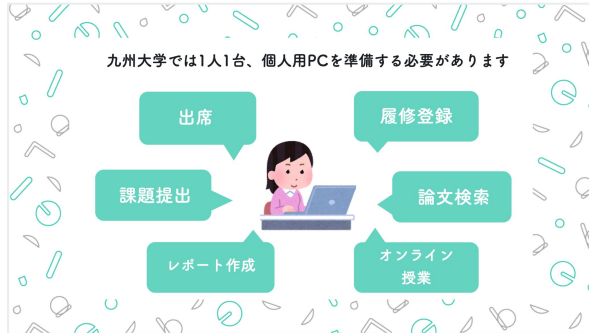 九州大学では1人1台、個人用PCを準備する必要があります
出席
履修登録
課題提出
論文検索
レポート作成
オンライン
授業